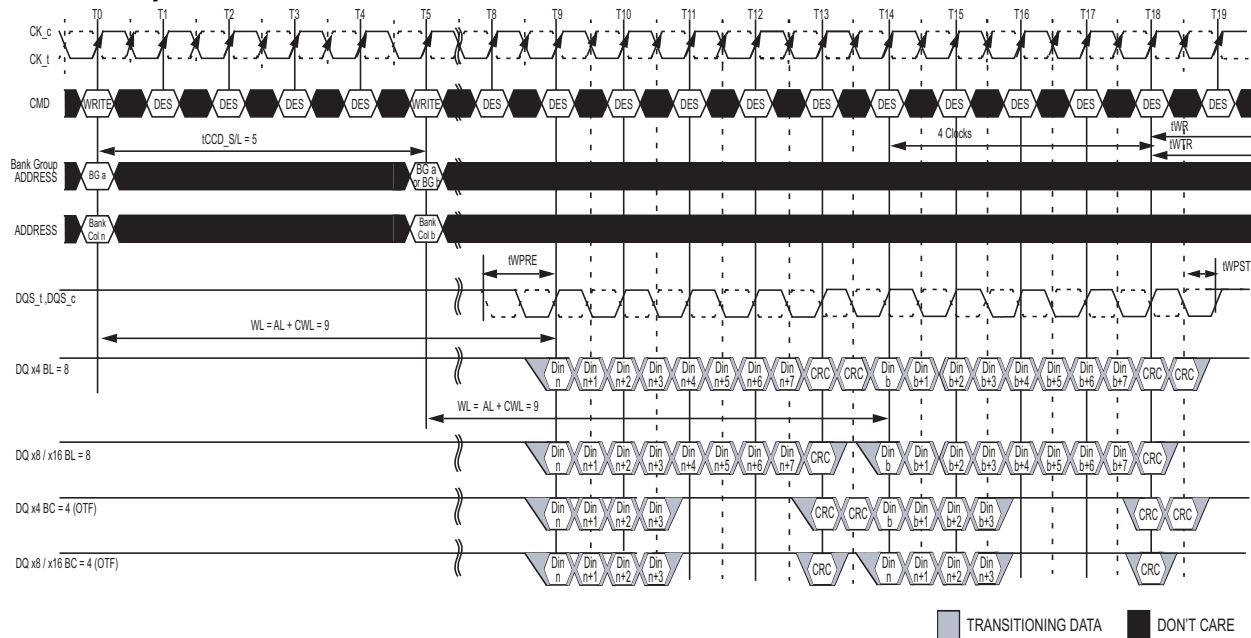 T0 T1 T2 T3 T4 T5 T8 T9 T10 T11 T12 T13 T14 T15 T16 T17 T18 T19
CK_c
CK_t
CMD WRITE DES DES DES DES WRITE DES DES DES DES DES DES DES DES DES DES DES DES
tCCD_S/L = 5
4 Clocks
tWR
tWTR
Bank Group
ADDRESS
BG a
BG a
or BG b
ADDRESS
Bank
Col n
Bank
Col b
tWPRE
tWPST
DQS_t ,DQS_c
WL = AL + CWL = 9
DQ x4 BL = 8
Din n Din n+1 Din n+2 Din n+3 Din n+4 Din n+5 Din n+6 Din n+7 CRC CRC Din b Din b+1 Din b+2 Din b+3 Din b+4 Din b+5 Din b+6 Din b+7 CRC CRC
WL = AL + CWL = 9
DQ x8 / x16 BL = 8
Din n Din n+1 Din n+2 Din n+3 Din n+4 Din n+5 Din n+6 Din n+7 CRC Din b Din b+1 Din b+2 Din b+3 Din b+4 Din b+5 Din b+6 Din b+7 CRC
DQ x4 BC = 4 (OTF)
Din n Din n+1 Din n+2 Din n+3 CRC CRC Din b Din b+1 Din b+2 Din b+3 CRC CRC
DQ x8 / x16 BC = 4 (OTF)
Din n Din n+1 Din n+2 Din n+3 CRC Din n Din n+1 Din n+2 Din n+3 CRC
TRANSITIONING DATA
DON'T CARE